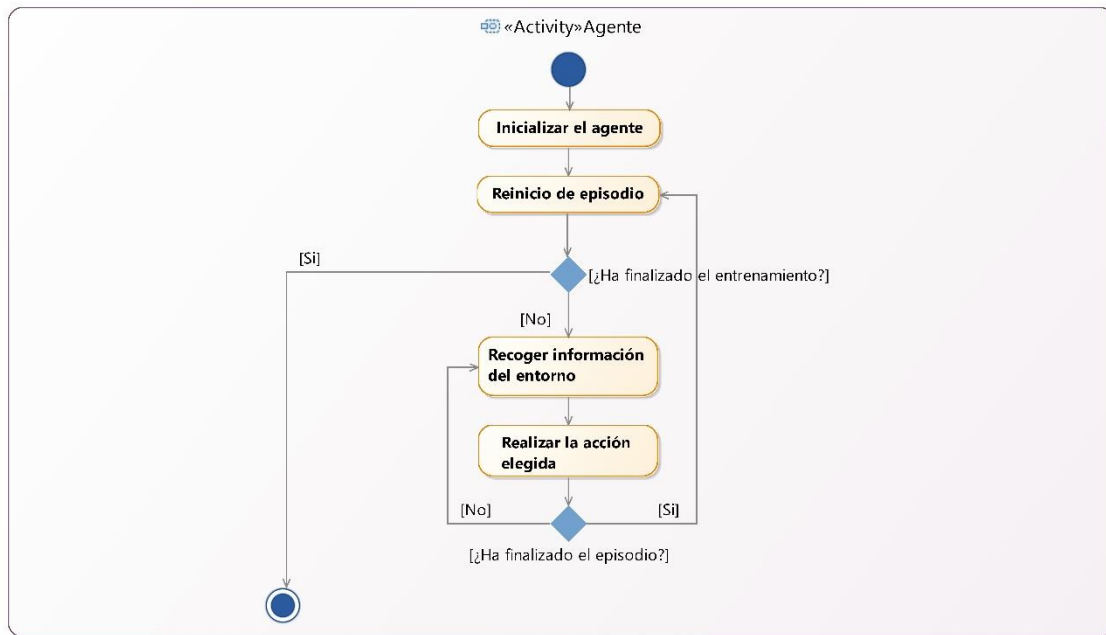 «Activity»Agente
Inicializar el agente
Reinicio de episodio
[Si]
[¿Ha finalizado el entrenamiento?]
[No]
Recoger información
del entorno
Realizar la acción
elegida
[No]
[Si]
[¿Ha finalizado el episodio?]